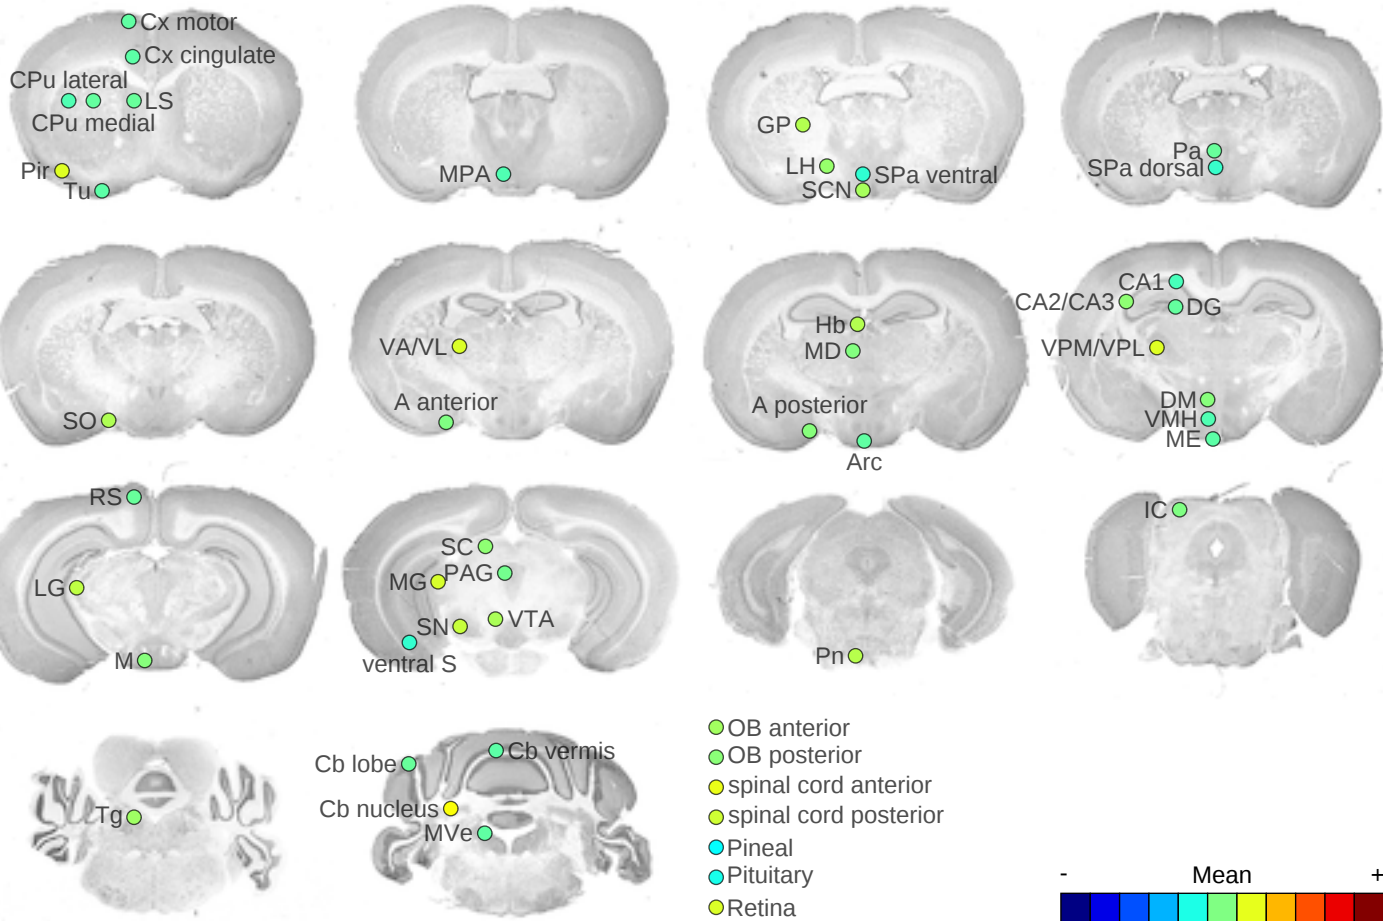 Cx motor
Cx cingulate
CPu lateral
LS
CPu medial
Pir
Tu
MPA
GP
LH
SPa ventral
SCN
Pa
SPa dorsal
SO
VA/VL
A anterior
Hb
MD
A posterior
Arc
CA1
CA2/CA3
DG
VPM/VPL
DM
VMH
ME
RS
LG
M
SC
PAG
MG
VTA
SN
ventral S
Pn
IC
Tg
Cb vermis
Cb lobe
Cb nucleus
MVe
OB anterior
OB posterior
spinal cord anterior
spinal cord posterior
Pineal
Pituitary
Retina
- Mean +